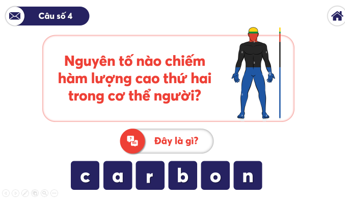 Câu số 4
Nguyên tố nào chiếm
hàm lượng cao thứ hai
trong cơ thể người?
Đây là gì?
carbon